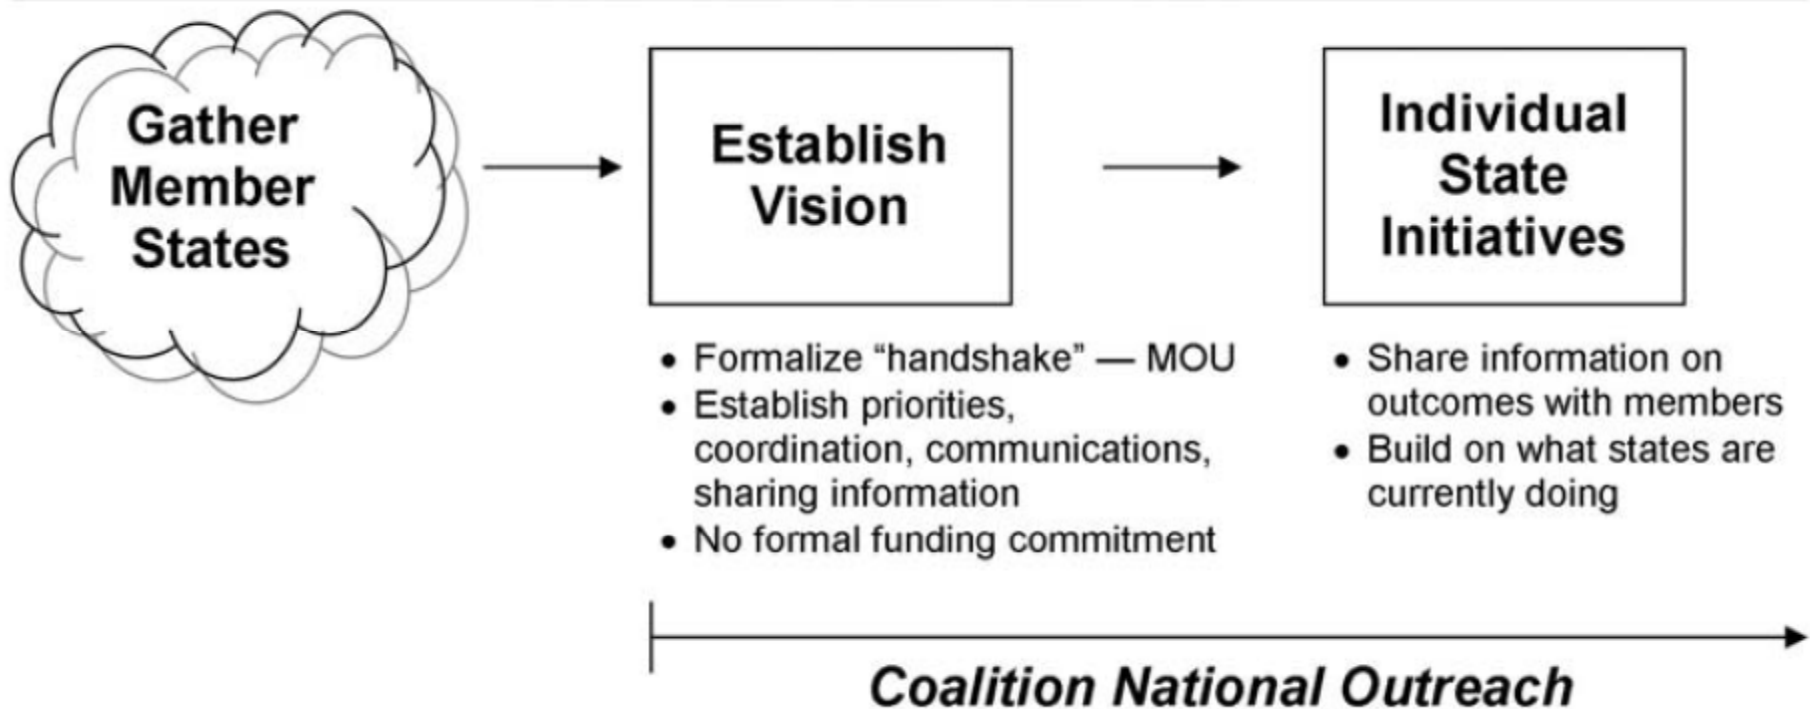 Gather
Member
States
Establish
Vision
Individual
State
Initiatives
• Formalize “handshake” — MOU
• Establish priorities,
coordination, communications,
sharing information
• No formal funding commitment
• Share information on
outcomes with members
• Build on what states are
currently doing
Coalition National Outreach